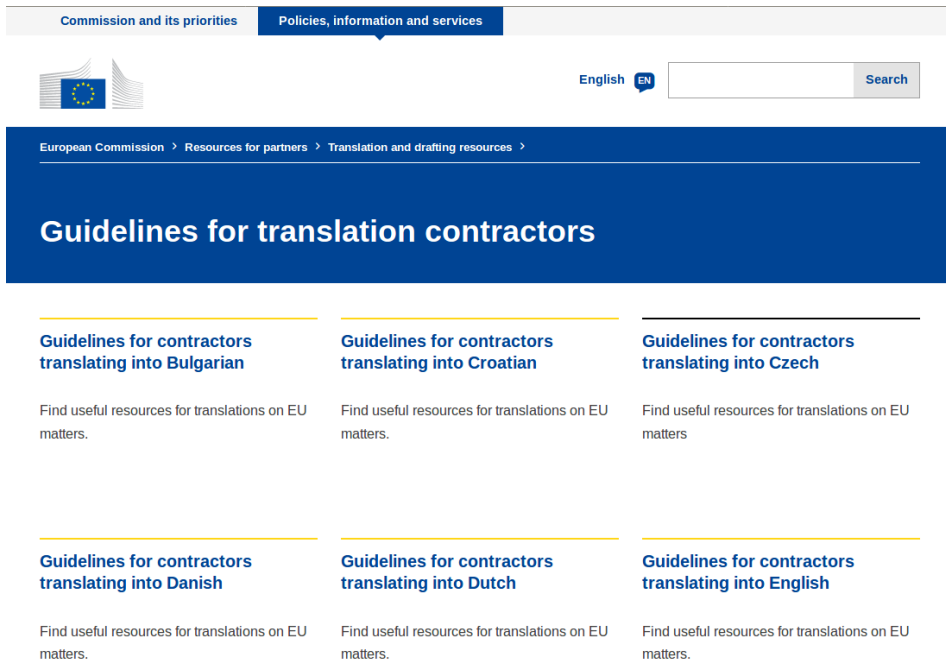 Commission and its priorities
Policies, information and services
English EN
Search
European Commission > Resources for partners > Translation and drafting resources >
Guidelines for translation contractors
Guidelines for contractors
translating into Bulgarian
Find useful resources for translations on EU
matters.
Guidelines for contractors
translating into Croatian
Find useful resources for translations on EU
matters.
Guidelines for contractors
translating into Czech
Find useful resources for translations on EU
matters
Guidelines for contractors
translating into Danish
Find useful resources for translations on EU
matters.
Guidelines for contractors
translating into Dutch
Find useful resources for translations on EU
matters.
Guidelines for contractors
translating into English
Find useful resources for translations on EU
matters.